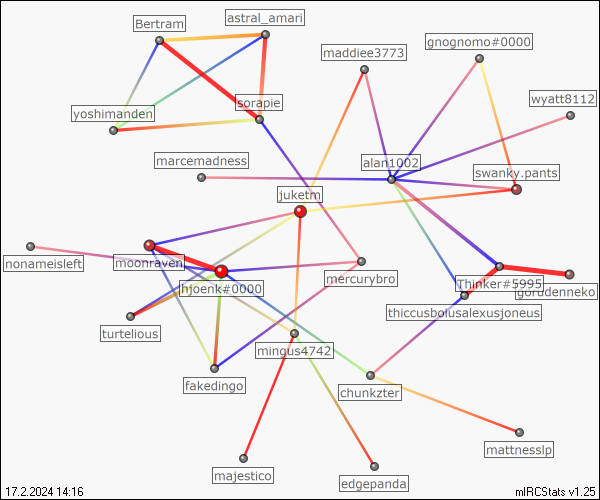 astral_amari
Bertram
gnognomo#0000
maddiee3773
wyatt8112
sorapie
yoshimanden
marcemadness
alan1002
swanky.pants
juketm
nonameisleft
moonraven
hjoenk#0000
mercurybro
Thinker#5995
gorudenneko
thiccusbolusalexusjoneus
turtelious
mingus4742
fakedingo
chunkzter
mattnesslp
majestico
edgepanda
17.2.2024 14:16
mIRCStats v1.25